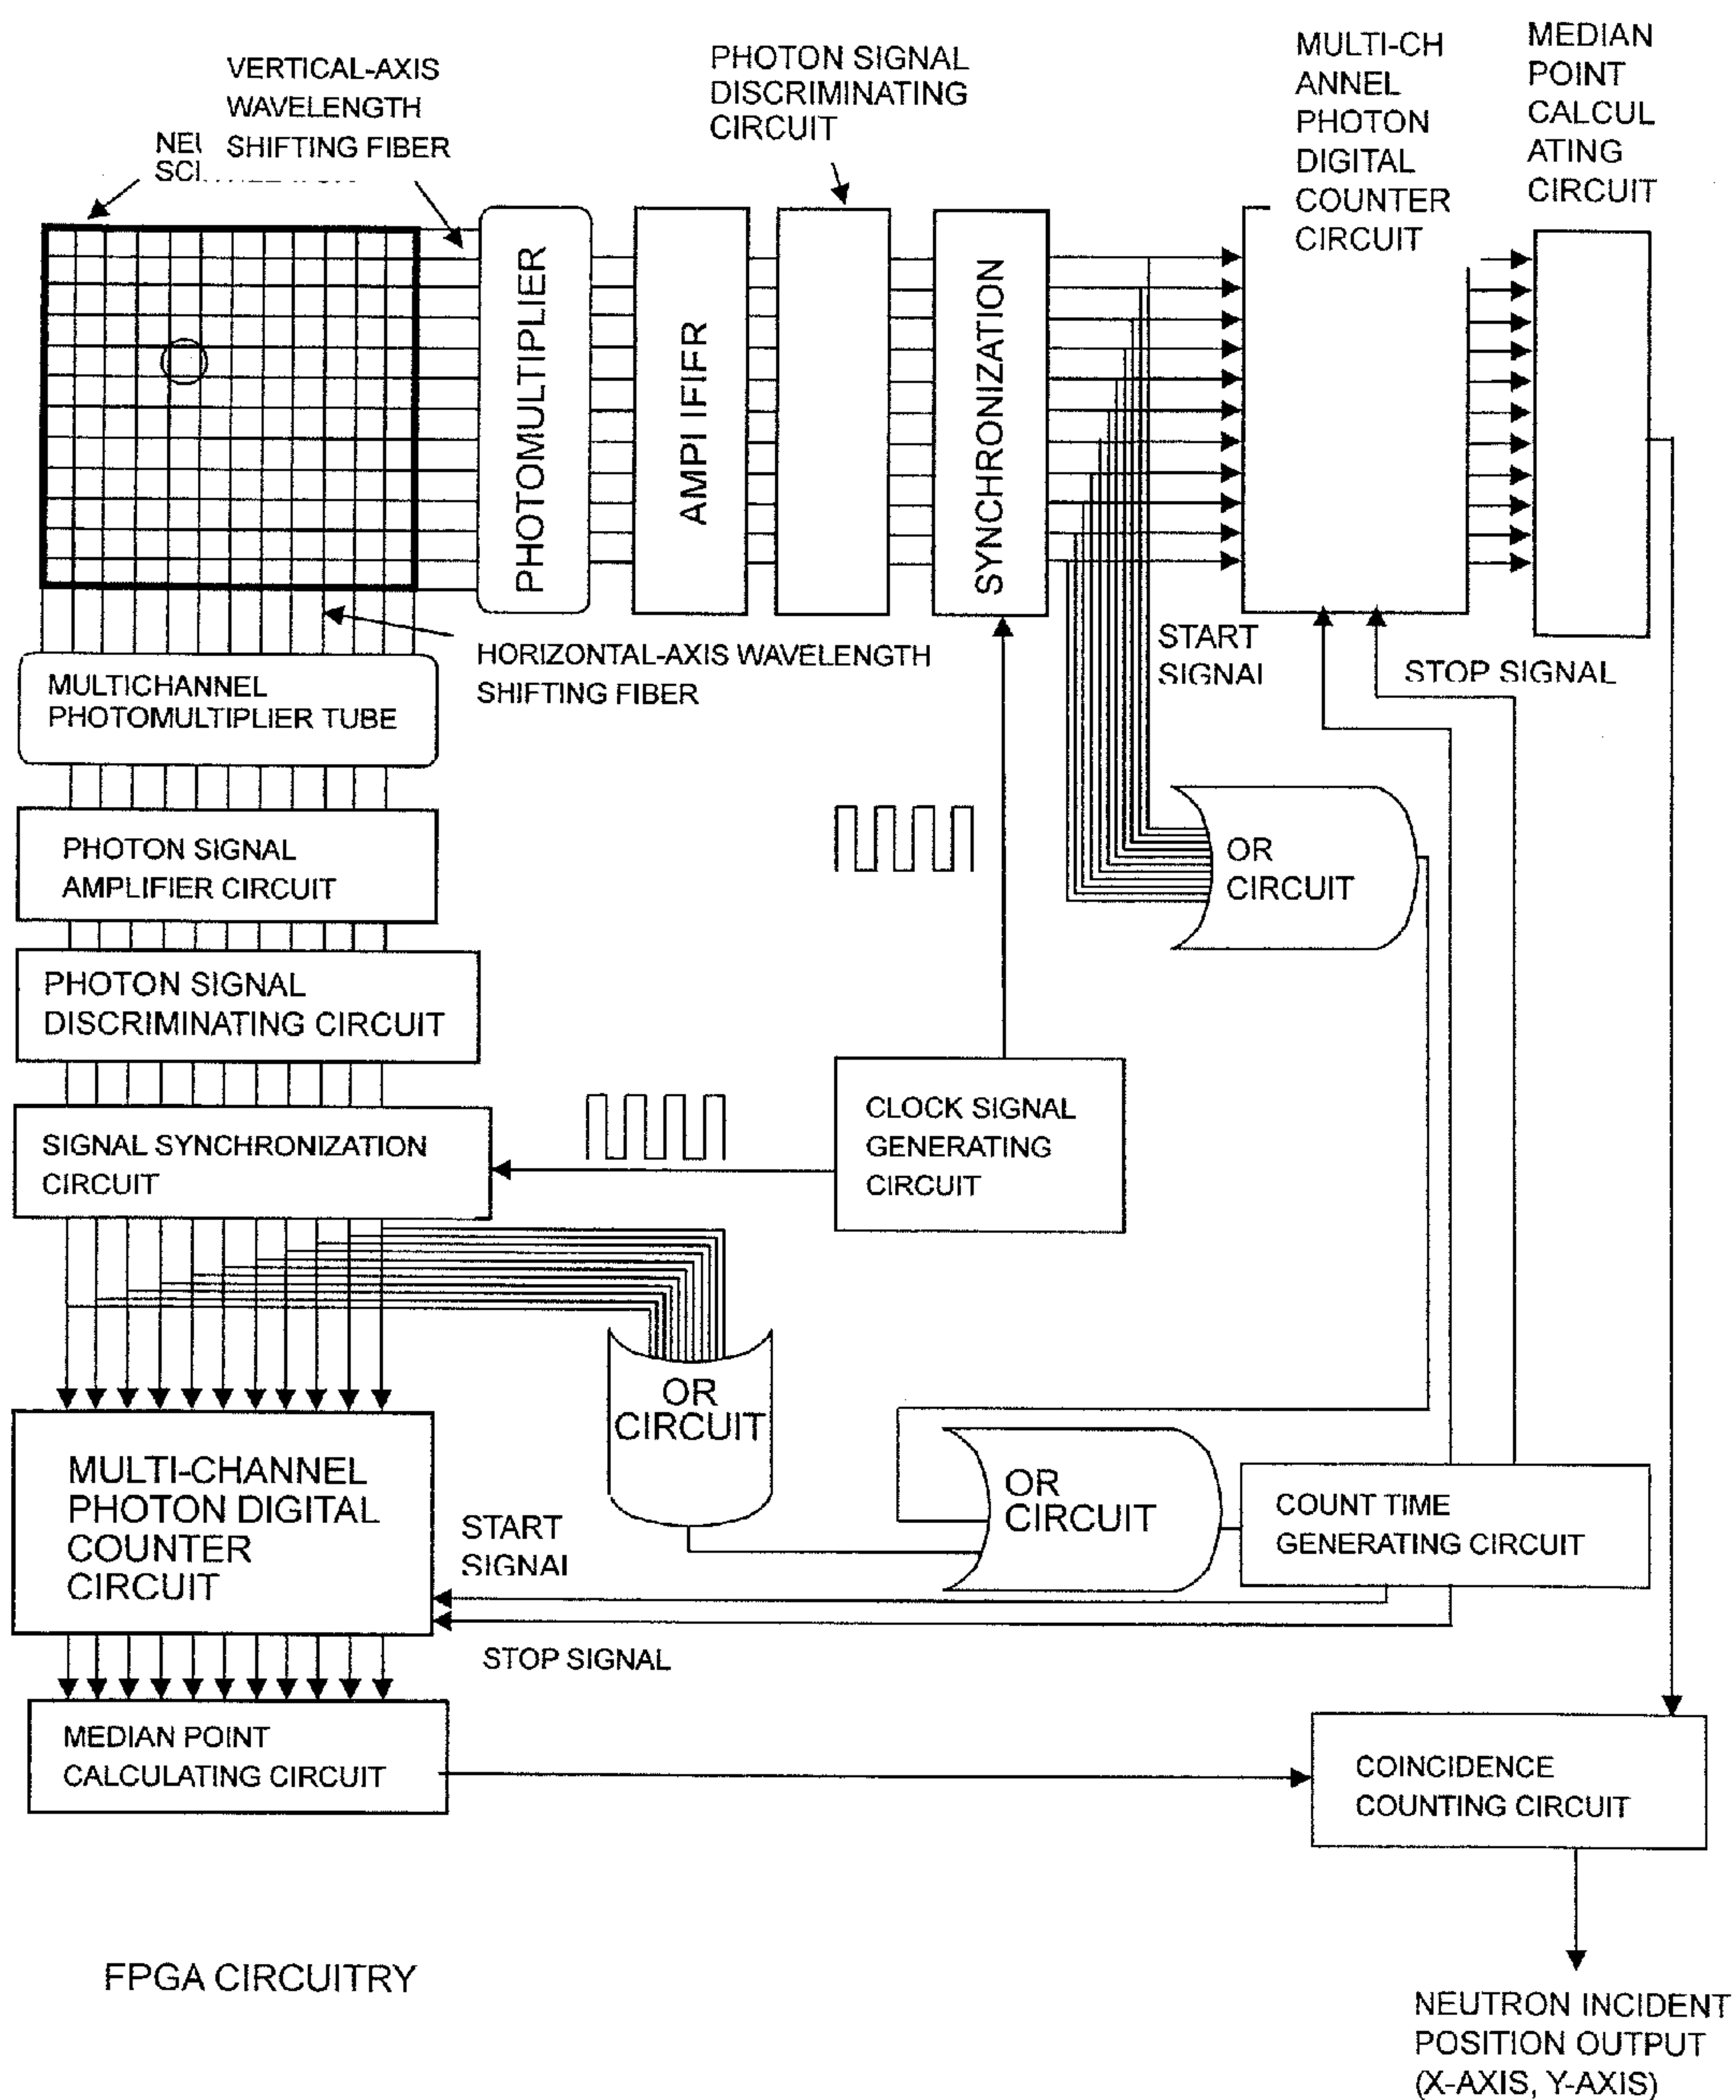 VERTICAL-AXIS
WAVELENGTH
SHIFTING FIBER
PHOTON SIGNAL
DISCRIMINATING
CIRCUIT
MULTI-CH
ANNEL
PHOTON
DIGITAL
COUNTER
CIRCUIT
MEDIAN
POINT
CALCUL
ATING
CIRCUIT
PHOTOMULTIPLIER
AMPLIFIER
SYNCHRONIZATION
START
SIGNAL
STOP SIGNAL
HORIZONTAL-AXIS WAVELENGTH
SHIFTING FIBER
MULTICHANNEL
PHOTOMULTIPLIER TUBE
PHOTON SIGNAL
AMPLIFIER CIRCUIT
OR
CIRCUIT
PHOTON SIGNAL
DISCRIMINATING CIRCUIT
SIGNAL SYNCHRONIZATION
CIRCUIT
CLOCK SIGNAL
GENERATING
CIRCUIT
OR
CIRCUIT
MULTI-CHANNEL
PHOTON DIGITAL
COUNTER
CIRCUIT
START
SIGNAL
OR
CIRCUIT
COUNT TIME
GENERATING CIRCUIT
STOP SIGNAL
MEDIAN POINT
CALCULATING CIRCUIT
COINCIDENCE
COUNTING CIRCUIT
FPGA CIRCUITRY
NEUTRON INCIDENT
POSITION OUTPUT
(X-AXIS, Y-AXIS)